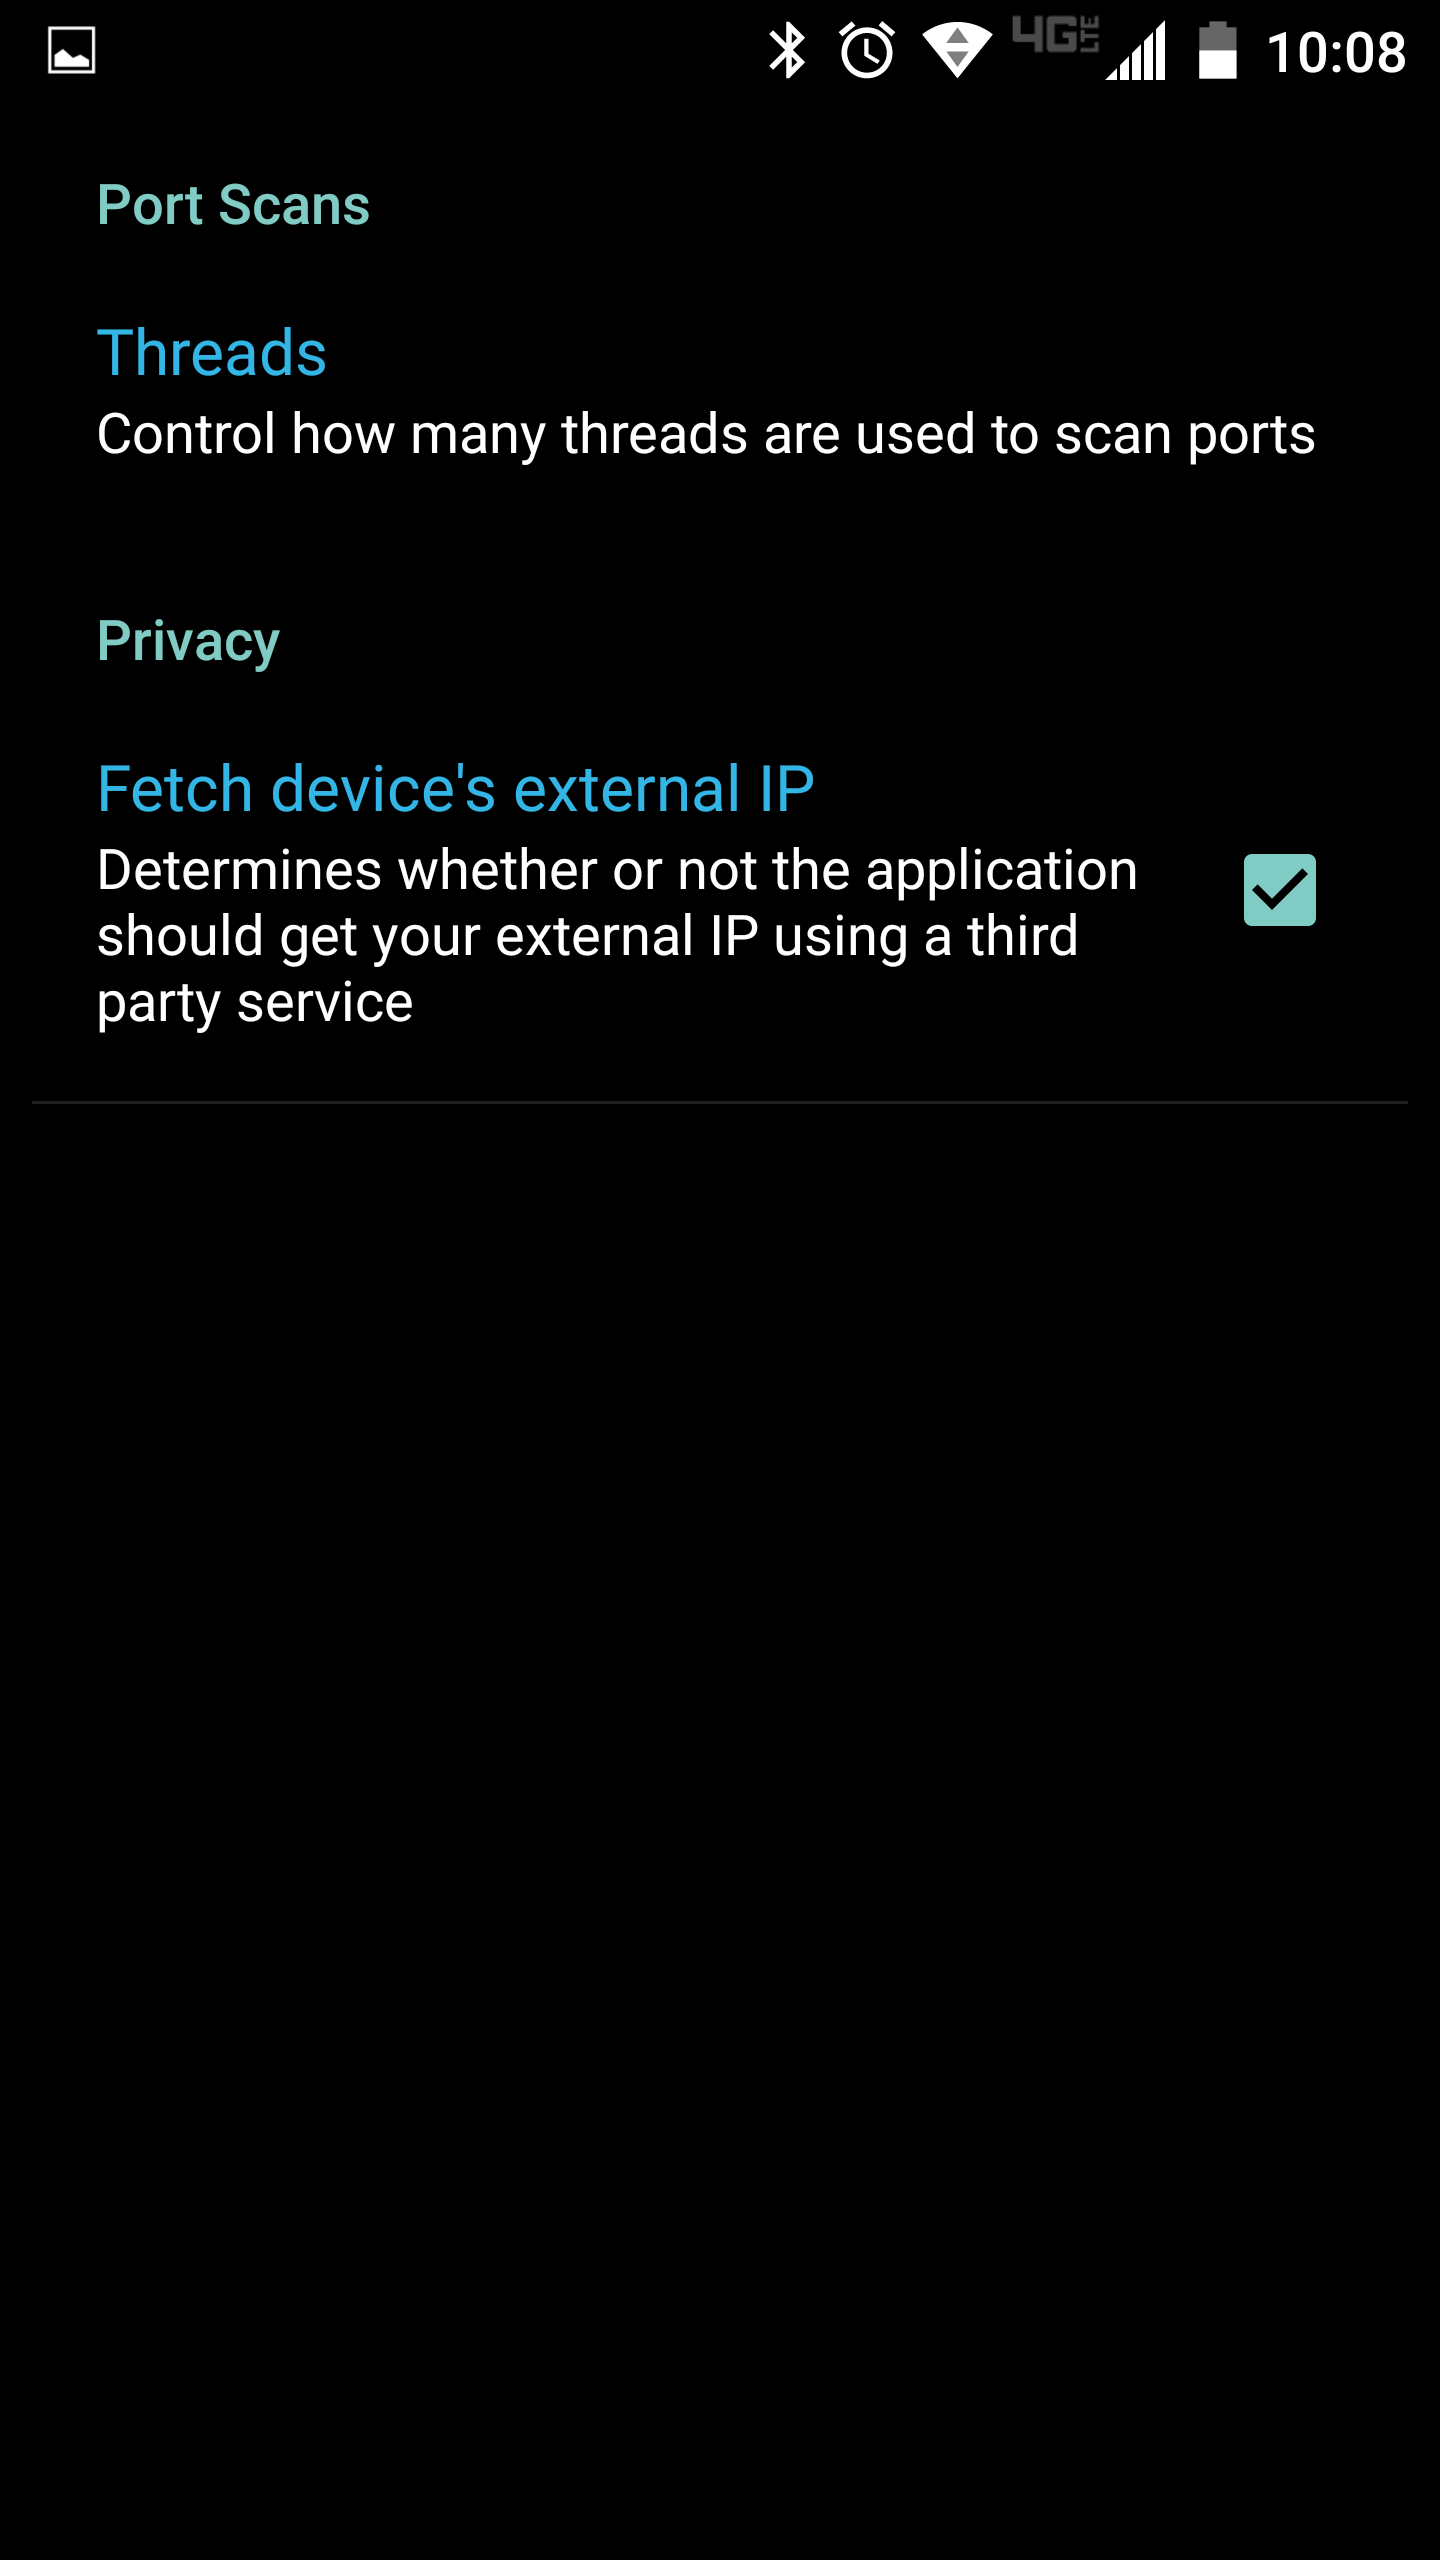 4G LTE 10:08
Port Scans
Threads
Control how many threads are used to scan ports
Privacy
Fetch device's external IP
Determines whether or not the application
should get your external IP using a third
party service